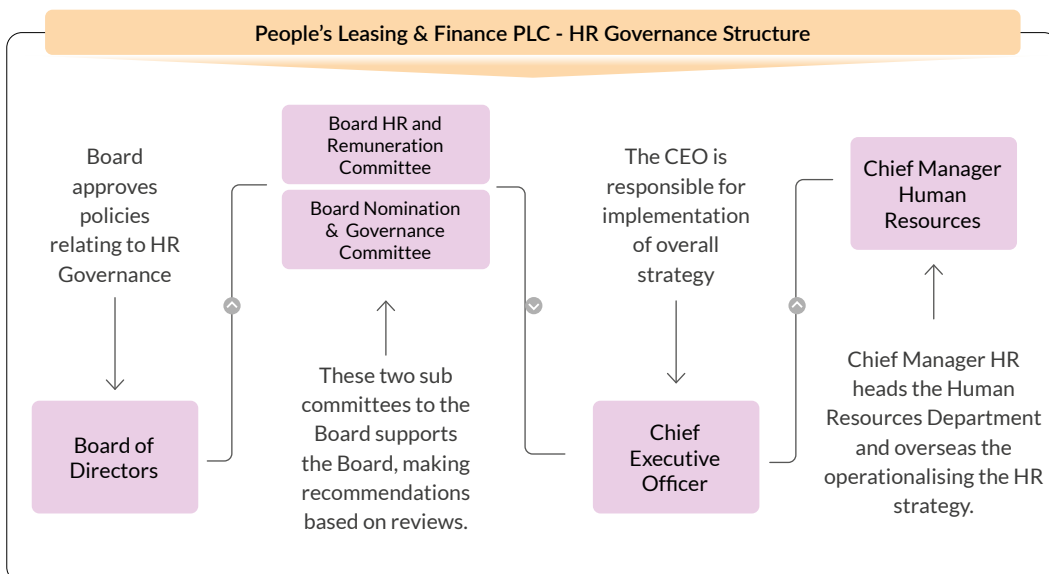 People’s Leasing & Finance PLC - HR Governance Structure
Board
approves
policies
relating to HR
Governance
Board of
Directors
Board HR and
Remuneration
Committee
Board Nomination
& Governance
Committee
These two sub
committees to the
Board supports
the Board, making
recommendations
based on reviews.
The CEO is
responsible for
implementation
of overall
strategy
Chief
Executive
Officer
Chief Manager
Human
Resources
Chief Manager HR
heads the Human
Resources Department
and overseas the
operationalising the HR
strategy.